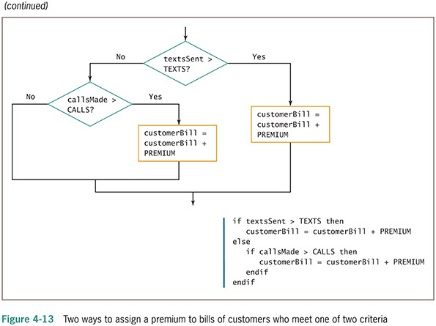 (continued)
No
textsSent >
TEXTS?
Yes
No
callsMade >
CALLS?
Yes
customerBill =
customerBill +
PREMIUM
customerBill =
customerBill +
PREMIUM
if textsSent > TEXTS then
customerBill = customerBill + PREMIUM
else
if callsMade > CALLS then
customerBill = customerBill + PREMIUM
endif
endif
Figure 4-13 Two ways to assign a premium to bills of customers who meet one of two criteria